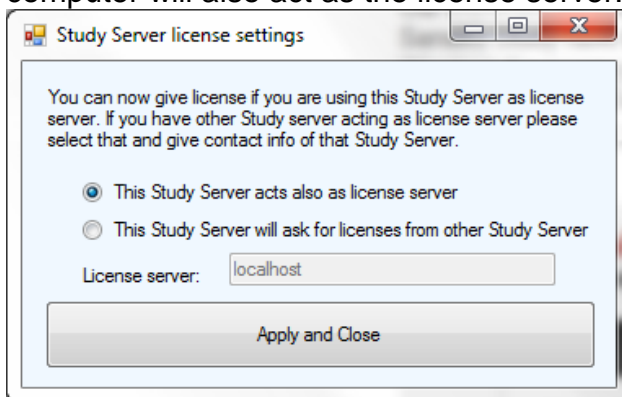 computer will also act as the license server.
Study Server license settings
You can now give license if you are using this Study Server as license
server. If you have other Study server acting as license server please
select that and give contact info of that Study Server.
This Study Server acts also as license server
This Study Server will ask for licenses from other Study Server
License server: localhost
Apply and Close